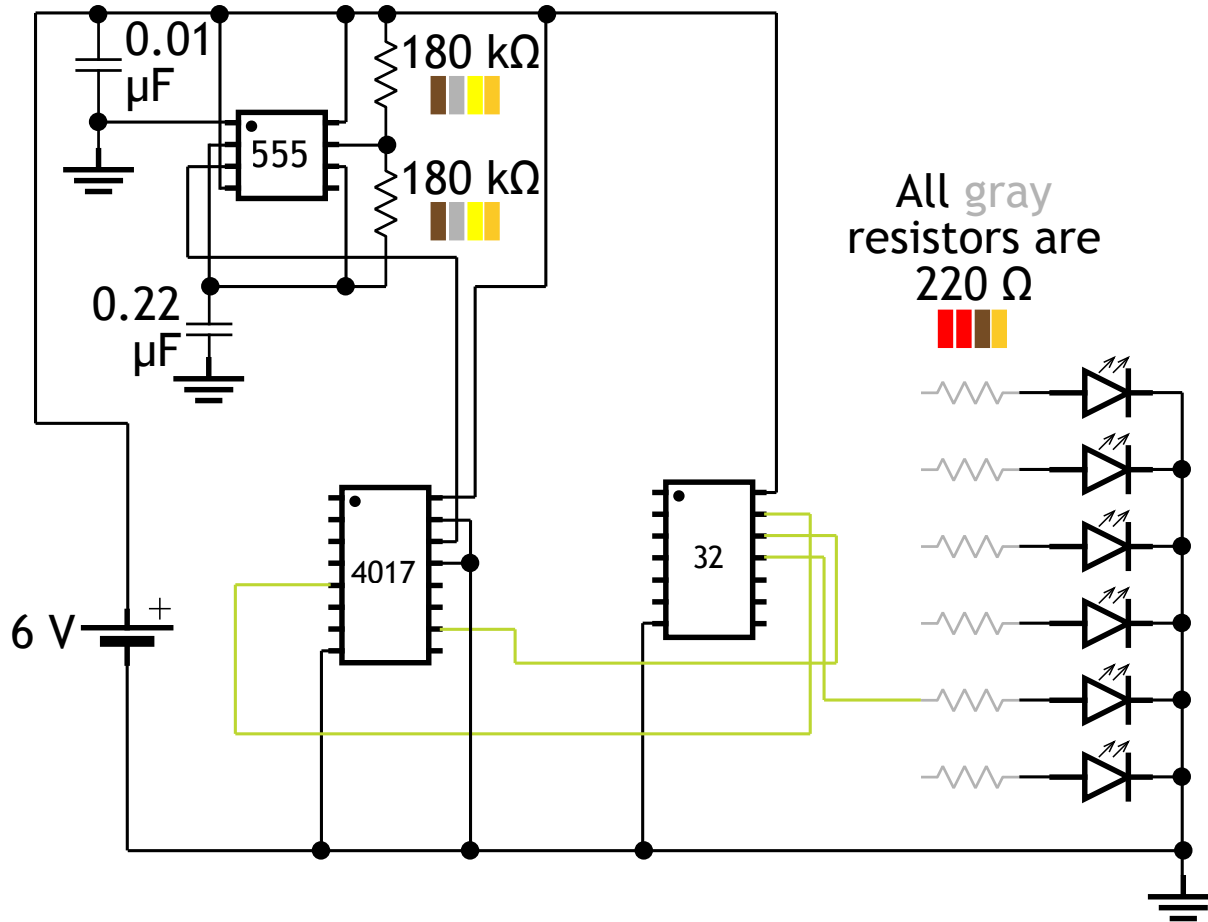 0.01
µF
180 kΩ
555
180 kΩ
0.22
µF
All gray
resistors are
220 Ω
4017
32
6 V
+